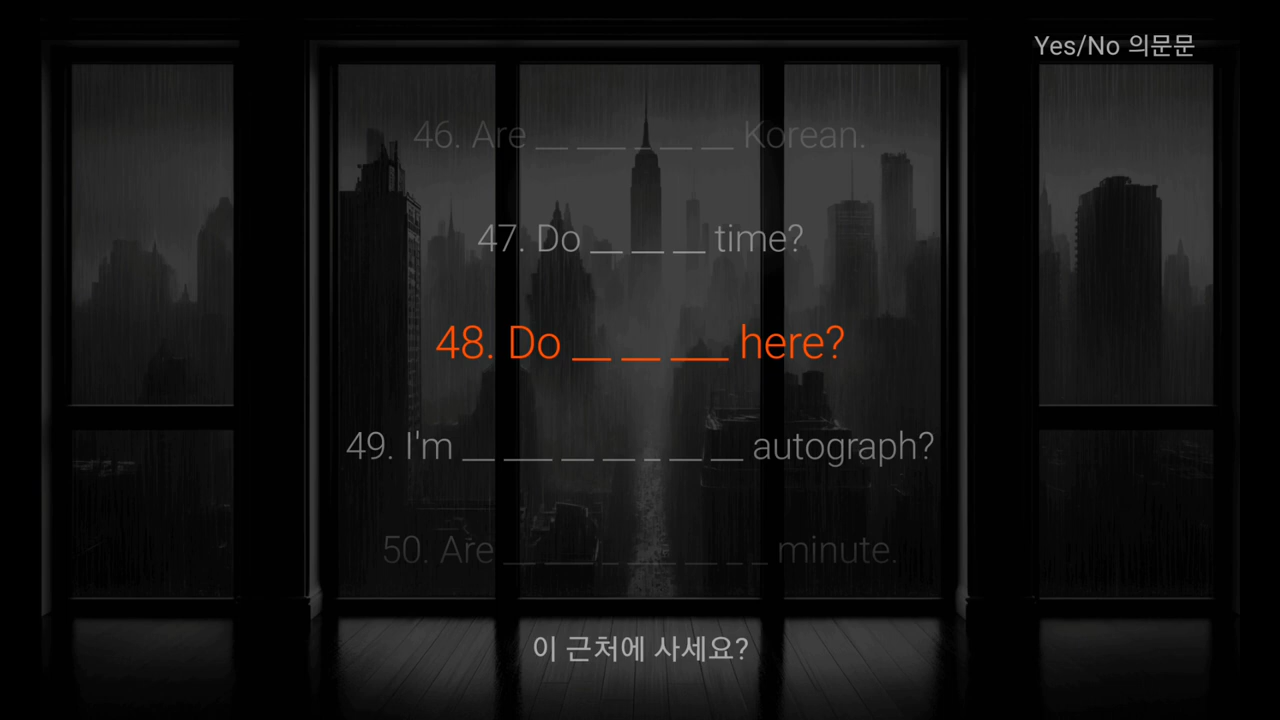 Yes/No 의문문
46. Are __ ___ _ __ __ Korean.
47. Do __ __ __ time?
48. Do __ __ ___ here?
49. I'm __ ___ __ __ _ __ __ autograph?
50. Are __ ___ _ __ __ __ _ _ minute.
이 근처에 사세요?